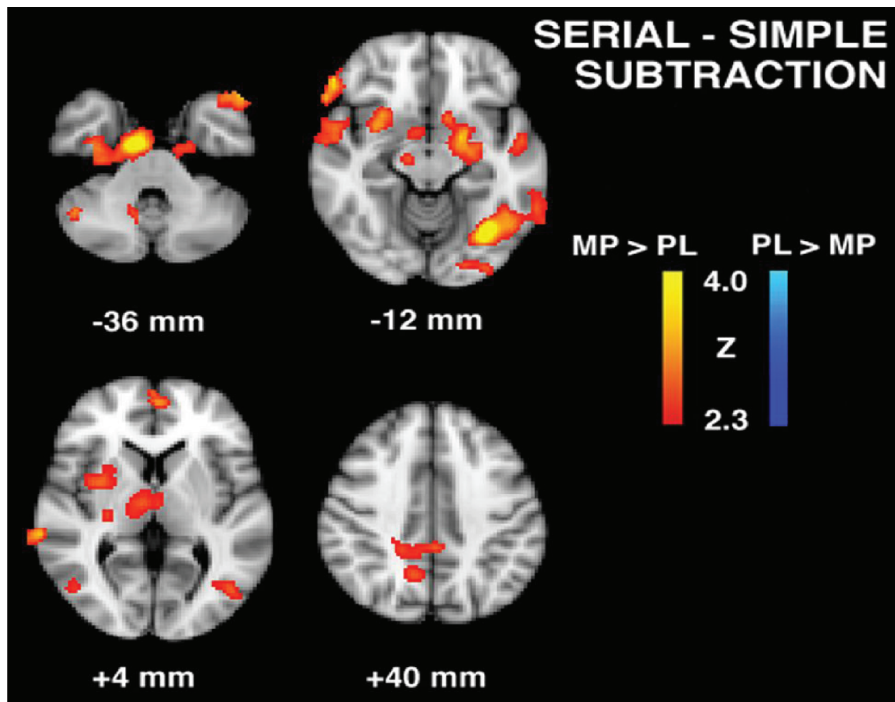 SERIAL - SIMPLE
SUBTRACTION
-36 mm
-12 mm
MP > PL
PL > MP
4.0
Z
2.3
+4 mm
+40 mm